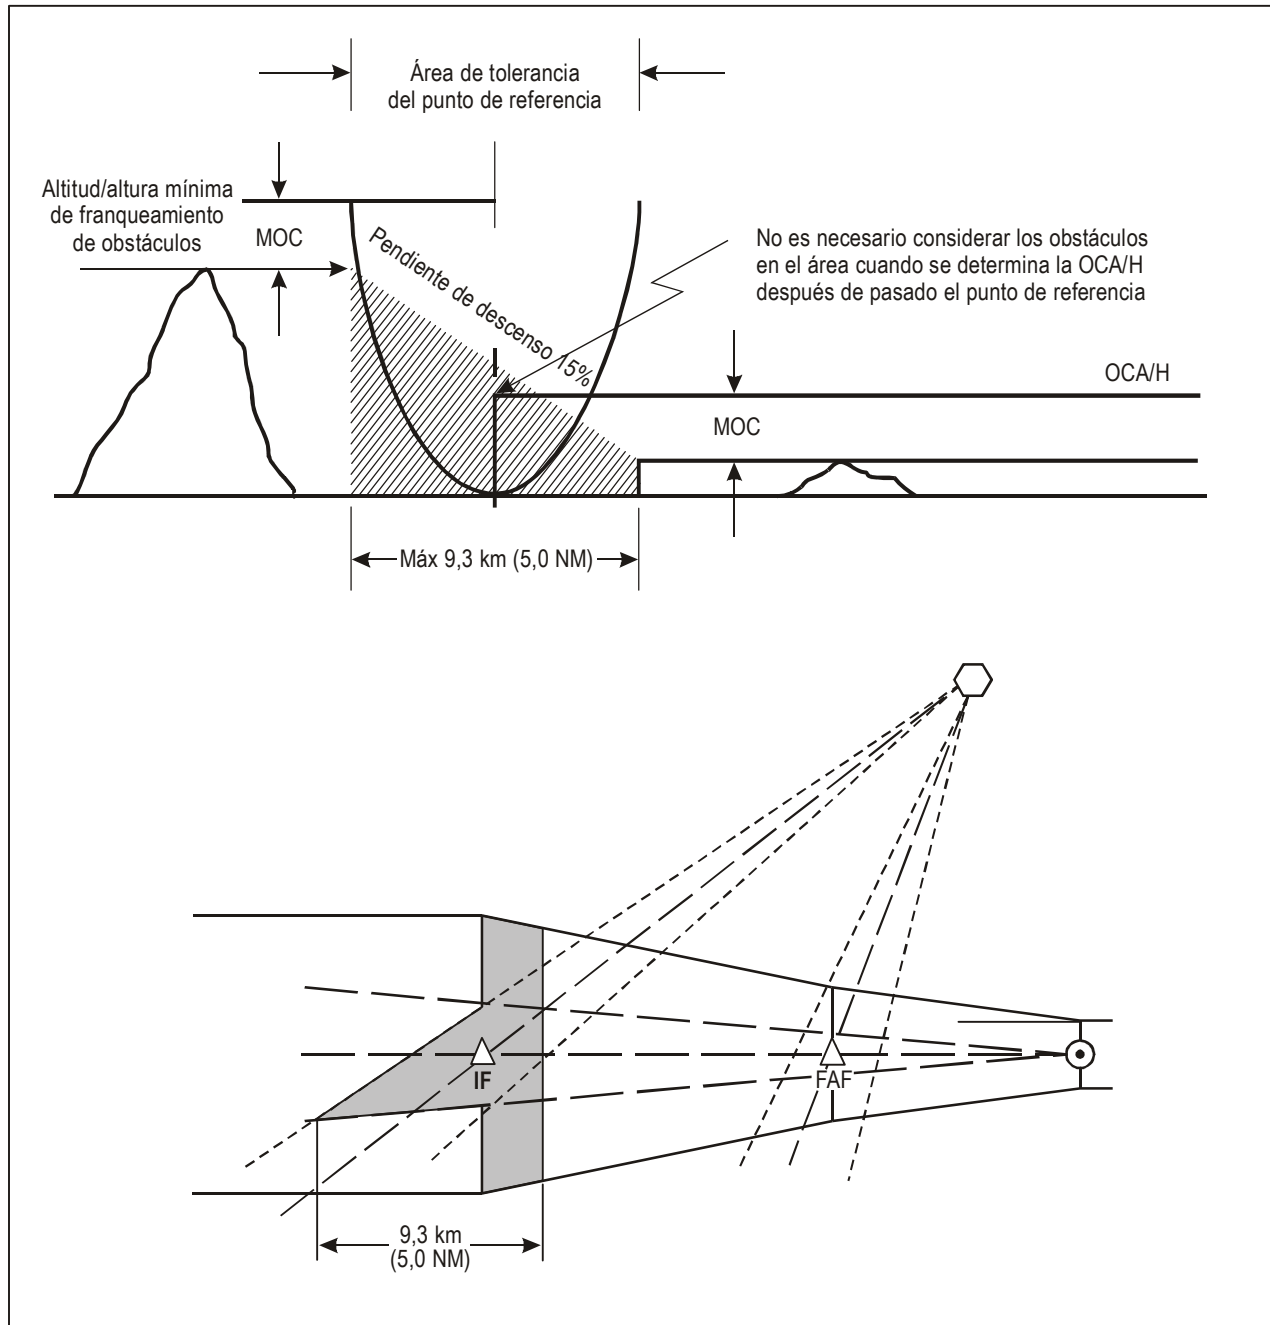 Área de tolerancia
del punto de referencia
Altitud/altura mínima
de franqueamiento
de obstáculos
MOC
Pendiente de descenso 15%
No es necesario considerar los obstáculos
en el área cuando se determina la OCA/H
después de pasado el punto de referencia
OCA/H
MOC
Máx 9,3 km (5,0 NM)
IF
FAF
9,3 km
(5,0 NM)